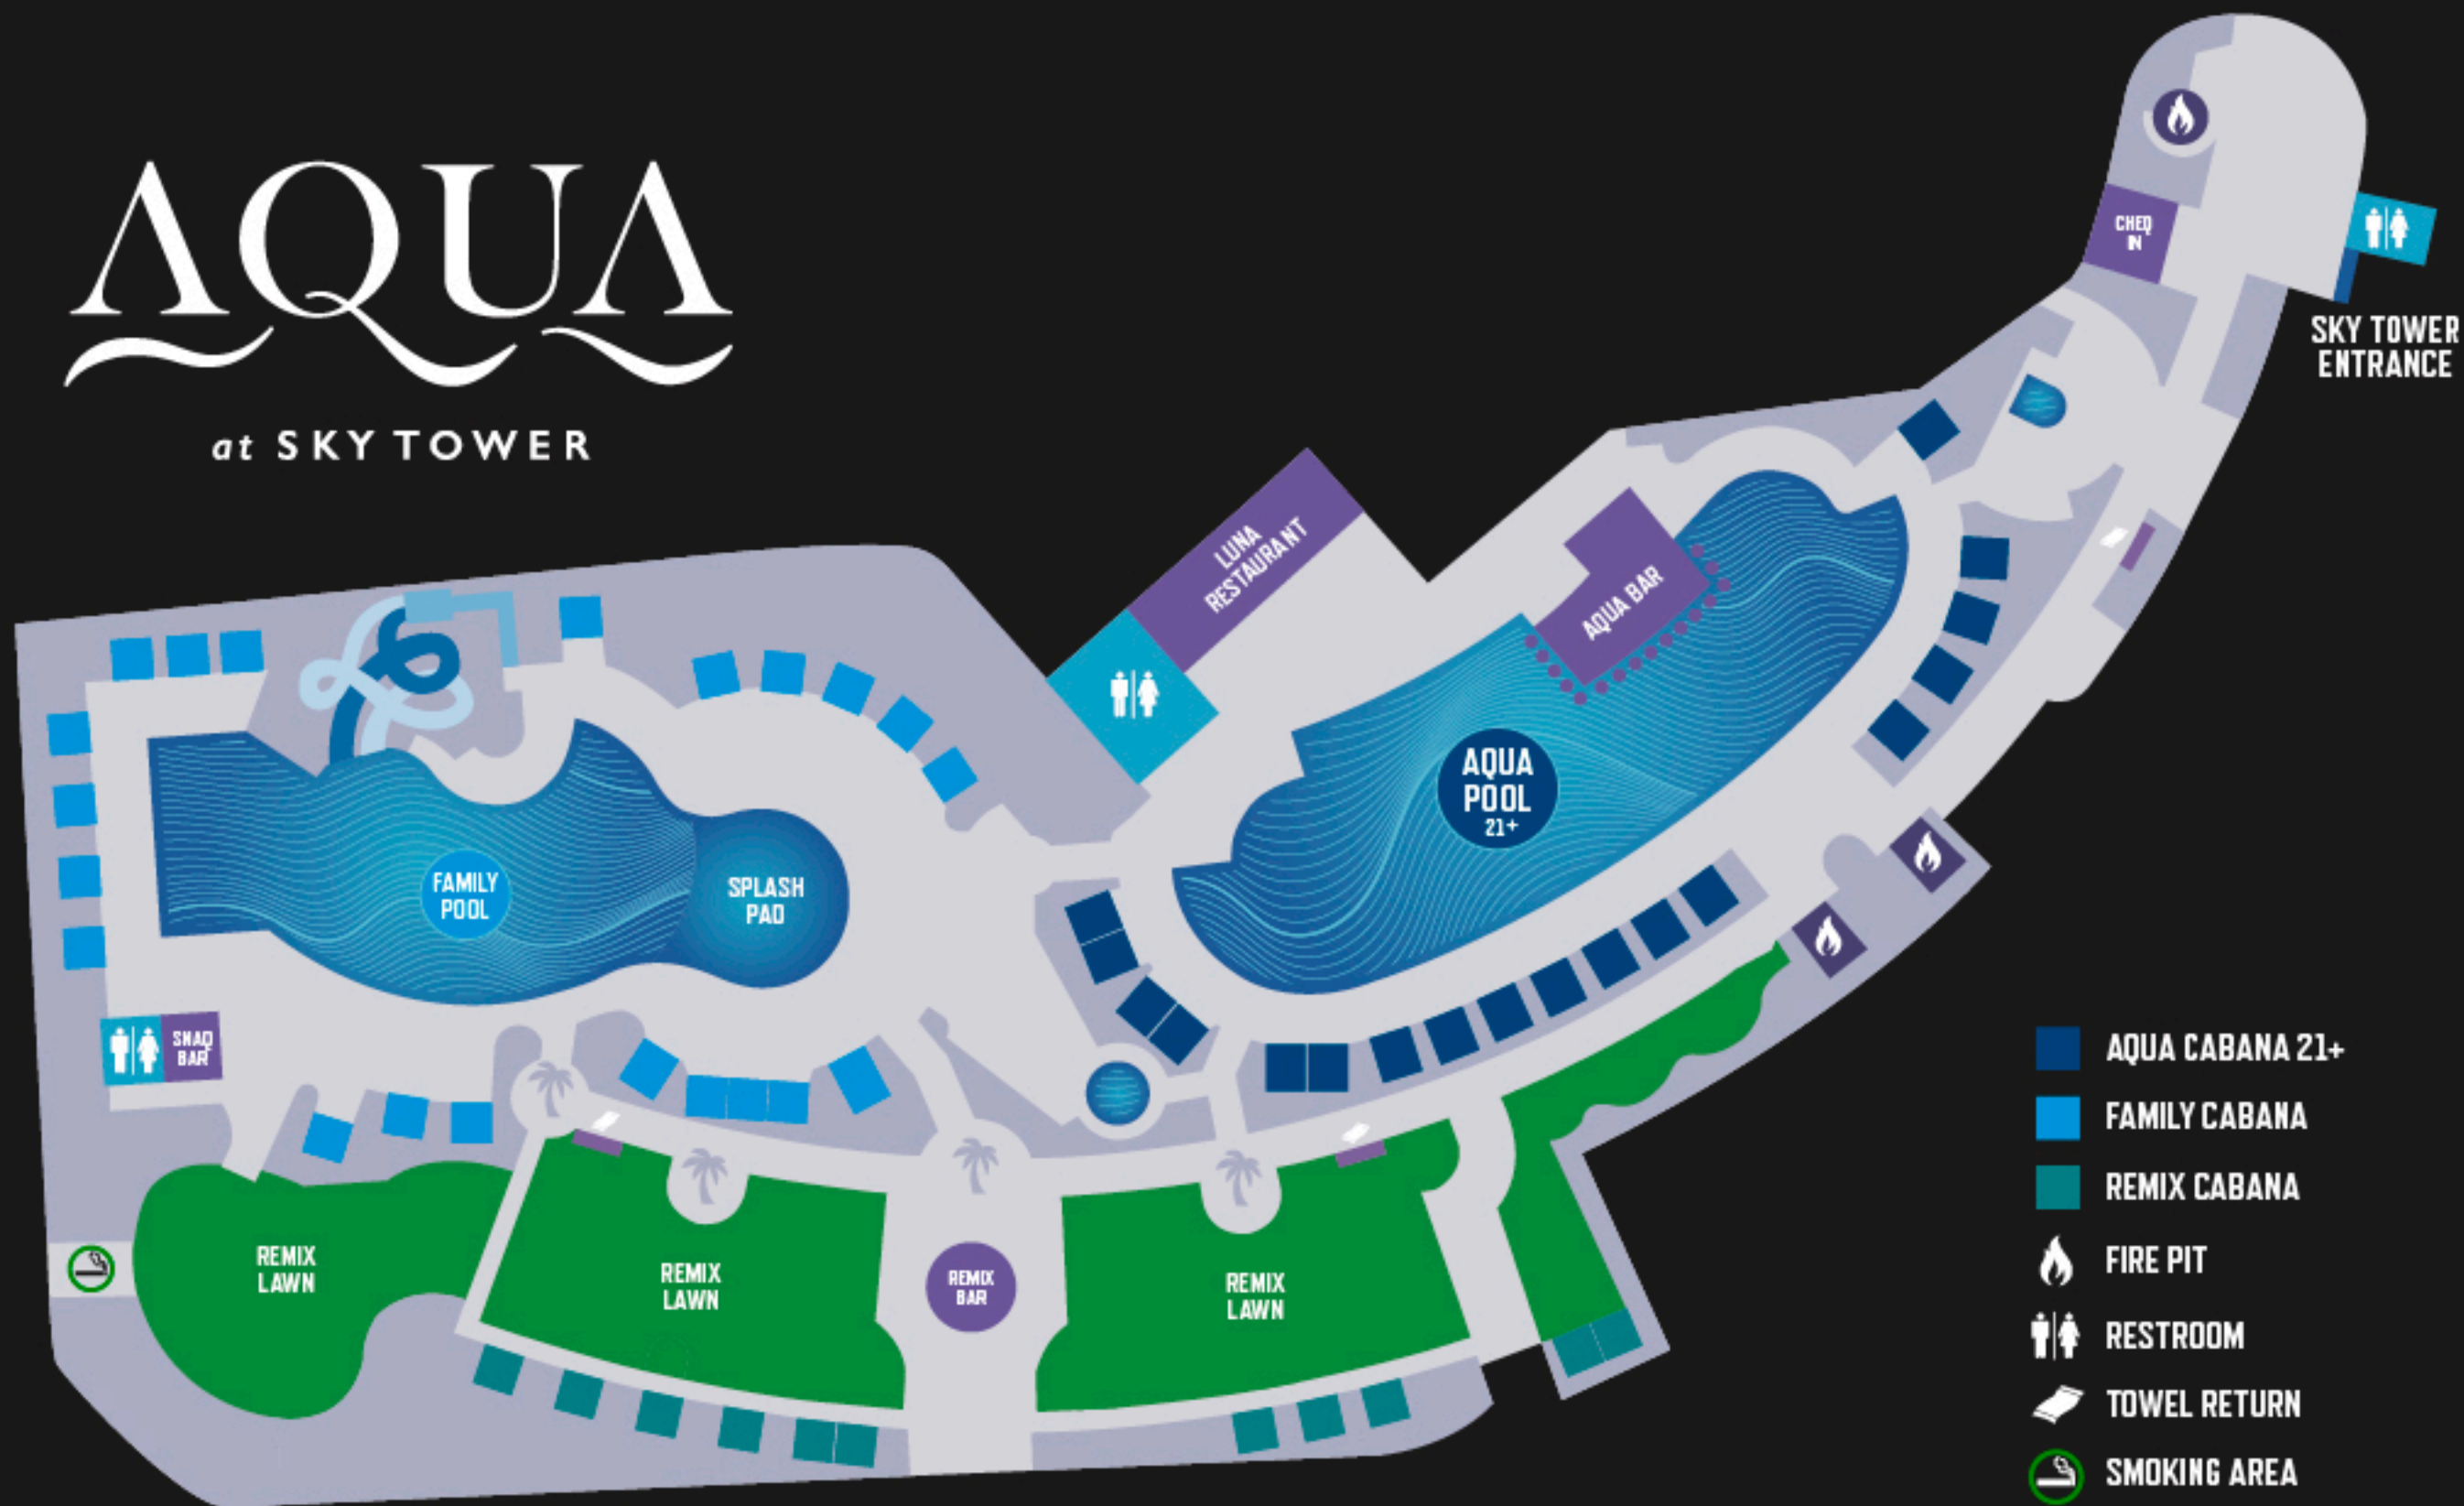 AQUA
at SKY TOWER
CHEQ
IN
SKY TOWER
ENTRANCE
LUNA
RESTAURANT
AQUA BAR
AQUA
POOL
21+
FAMILY
POOL
SPLASH
PAD
SNAQ
BAR
REMIX
LAWN
REMIX
LAWN
REMIX
BAR
REMIX
LAWN
AQUA CABANA 21+
FAMILY CABANA
REMIX CABANA
FIRE PIT
RESTROOM
TOWEL RETURN
SMOKING AREA